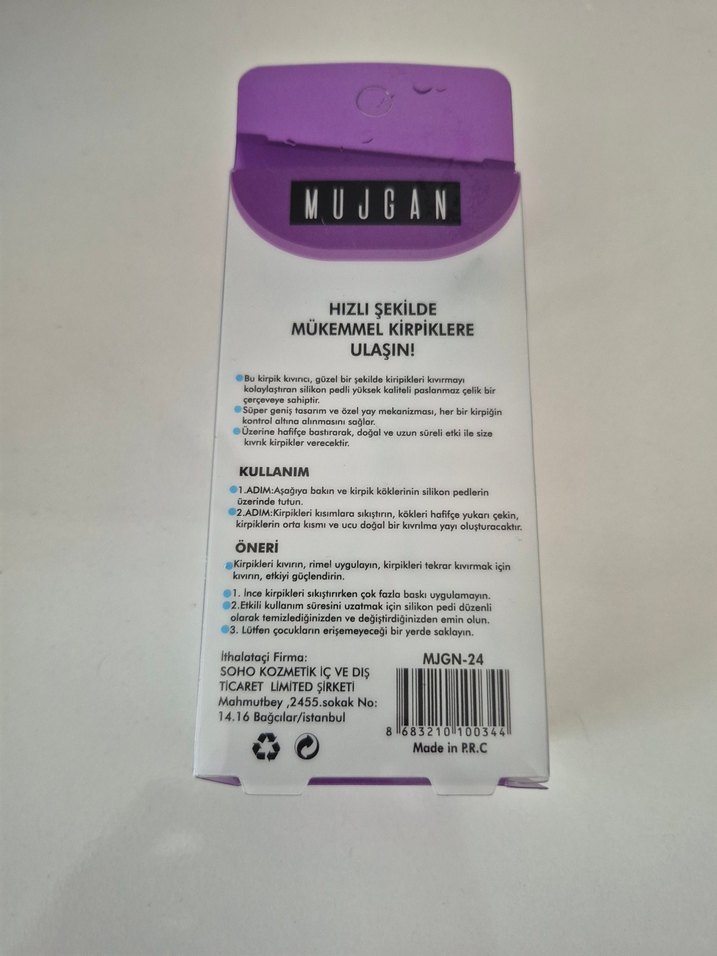 MUJGAN
HIZLI ŞEKİLDE
MÜKEMMEL KİRPİKLERE
ULAŞIN!
Bu kirpik kıvırıcı, güzel bir şekilde kiripikleri kıvırmayı
kolaylaştıran silikon pedli yüksek kaliteli paslanmaz çelik bir
çerçeveye sahiptir.
Süper geniş tasarım ve özel yay mekanizması, her bir kirpiğin
kontrol altına alınmasını sağlar.
Üzerine hafifçe bastırarak, doğal ve uzun süreli etki ile size
kıvrık kirpikler verecektir.
KULLANIM
1.ADIM:Aşağıya bakın ve kirpik köklerinin silikon pedlerin
üzerinde tutun.
2.ADIM:Kirpikleri kısımlara sıkıştırın, kökleri hafifçe yukarı çekin,
kirpiklerin orta kısmı ve ucu doğal bir kıvrılma yayı oluşturacaktır.
ÖNERİ
Kirpikleri kıvırın, rimel uygulayın, kirpikleri tekrar kıvırmak için
kıvırın, etkiyi güçlendirin.
1. İnce kirpikleri sıkıştırırken çok fazla baskı uygulamayın.
2.Etkili kullanım süresini uzatmak için silikon pedi düzenli
olarak temizlediğinizden ve değiştirdiğinizden emin olun.
3. Lütfen çocukların erişemeyeceği bir yerde saklayın.
İthalataçi Firma:
SOHO KOZMETİK İÇ VE DIŞ
TİCARET LİMİTED ŞİRKETİ
Mahmutbey ,2455.sokak No:
14.16 Bağcılar/istanbul
MJGN-24
8 683210 100344
Made in P.R.C